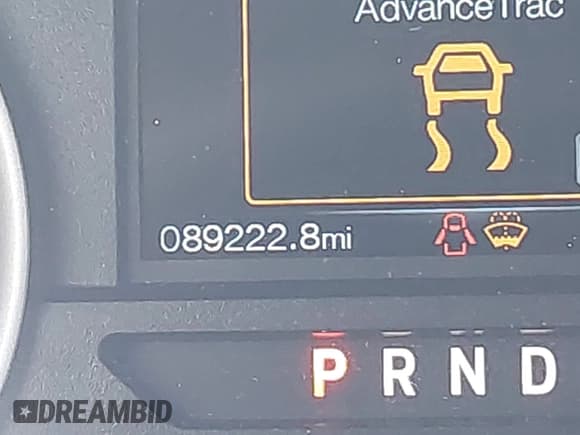 AdvanceTrac
089222.8mi
P R N D
DREAMBID